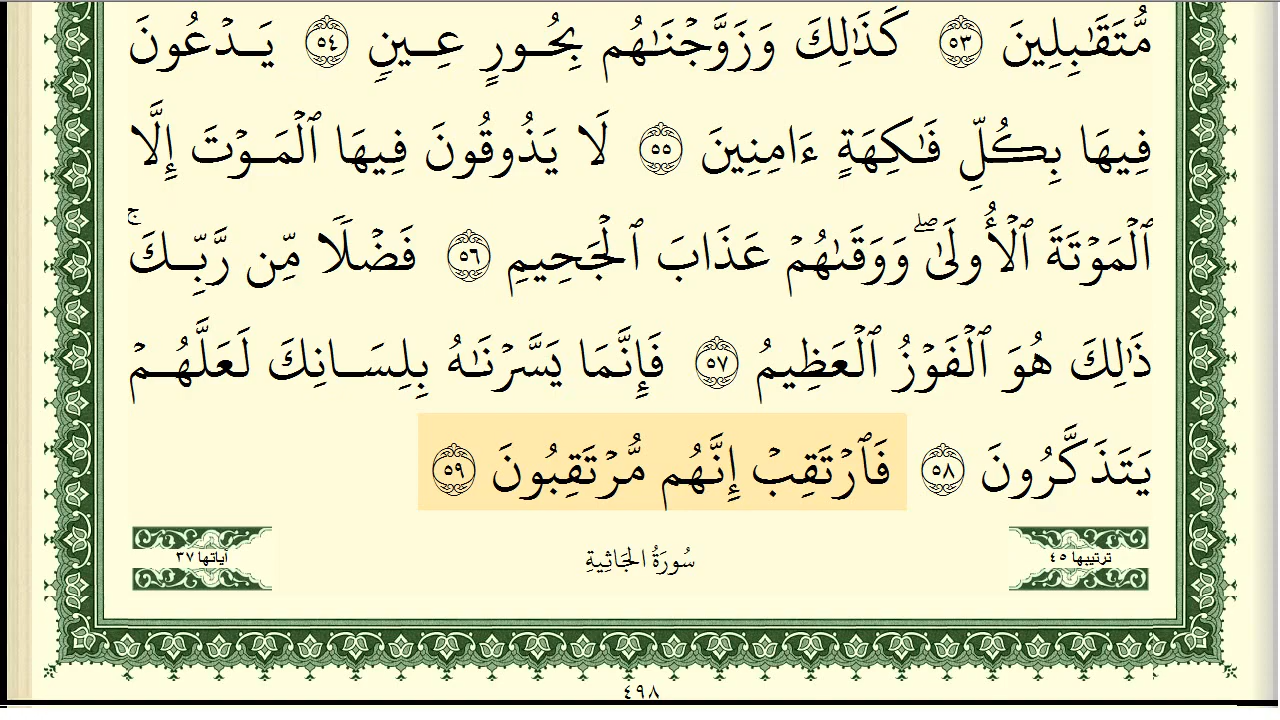 مُّتَقَٰبِلِينَ ٥٣ كَذَٰلِكَ وَزَوَّجۡنَٰهُم بِحُورٍ عِينٖ ٥٤ يَدۡعُونَ
فِيهَا بِكُلِّ فَٰكِهَةٍ ءَامِنِينَ ٥٥ لَا يَذُوقُونَ فِيهَا ٱلۡمَوۡتَ إِلَّا
ٱلۡمَوۡتَةَ ٱلۡأُولَىٰۖ وَوَقَىٰهُمۡ عَذَابَ ٱلۡجَحِيمِ ٥٦ فَضۡلٗا مِّن رَّبِّكَۚ
ذَٰلِكَ هُوَ ٱلۡفَوۡزُ ٱلۡعَظِيمُ ٥٧ فَإِنَّمَا يَسَّرۡنَٰهُ بِلِسَانِكَ لَعَلَّهُمۡ
يَتَذَكَّرُونَ ٥٨ فَٱرۡتَقِبۡ إِنَّهُم مُّرۡتَقِبُونَ ٥٩
ترتيبها ٤٥ سُورَةُ الجَاثِيةِ آياتها ٣٧
٤٩٨